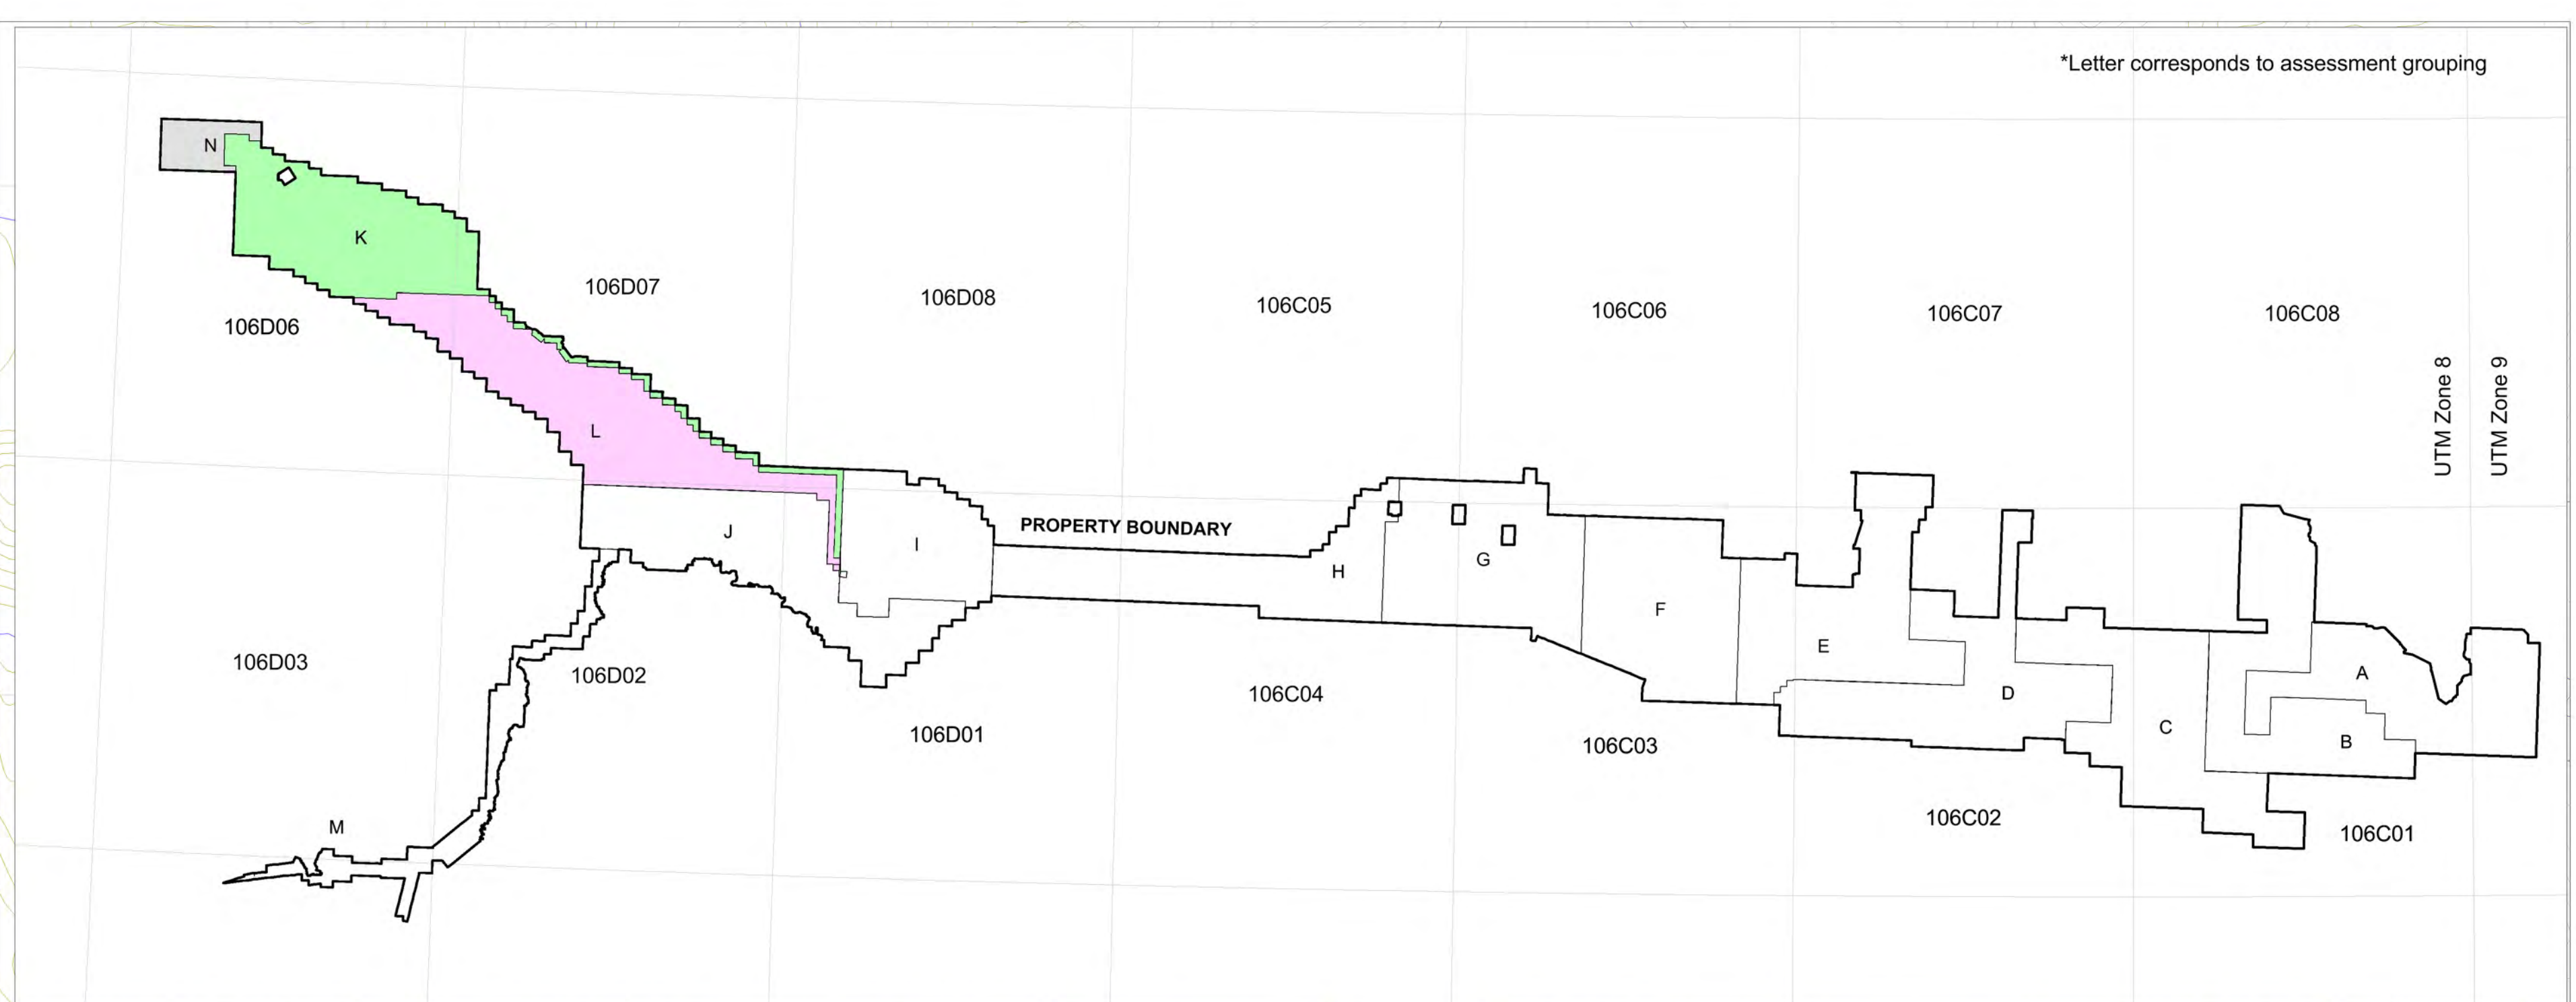 *Letter corresponds to assessment grouping
N
K
106D07
106D08
106C05
106C06
106C07
106C08
106D06
UTM Zone 8
UTM Zone 9
L
J
I
PROPERTY BOUNDARY
H
G
F
E
D
C
A
B
106D03
106D02
106D01
106C04
106C03
106C02
106C01
M